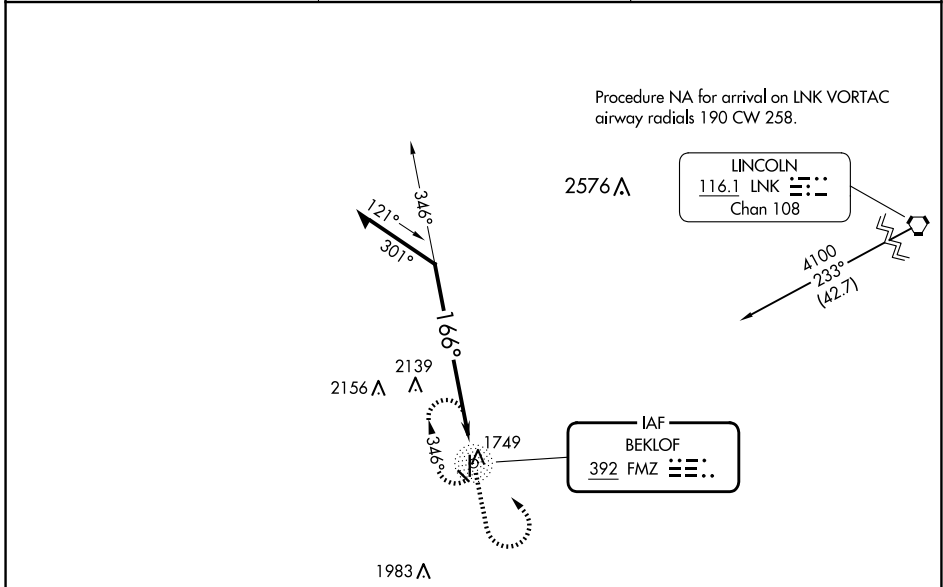 Procedure NA for arrival on LNK VORTAC
airway radials 190 CW 258.
LINCOLN
116.1 LNK
Chan 108
2576
346°
121°
301°
4100
233°
(42.7)
166°
2139
2156
346°
1749
IAF
BEKLOF
392 FMZ
1983